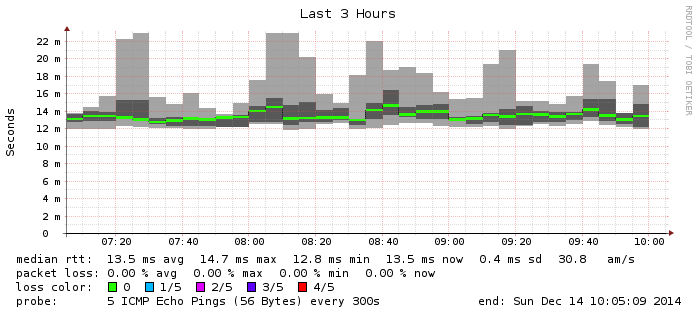 Last 3 Hours
RRDTOOL / TOBI OETIKER
Seconds
22 m
20 m
18 m
16 m
14 m
12 m
10 m
8 m
6 m
4 m
2 m
0
07:20 07:40 08:00 08:20 08:40 09:00 09:20 09:40 10:00
median rtt: 13.5 ms avg 14.7 ms max 12.8 ms min 13.5 ms now 0.4 ms sd 30.8 am/s
packet loss: 0.00 % avg 0.00 % max 0.00 % min 0.00 % now
loss color: 0 1/5 2/5 3/5 4/5
probe: 5 ICMP Echo Pings (56 Bytes) every 300s end: Sun Dec 14 10:05:09 2014